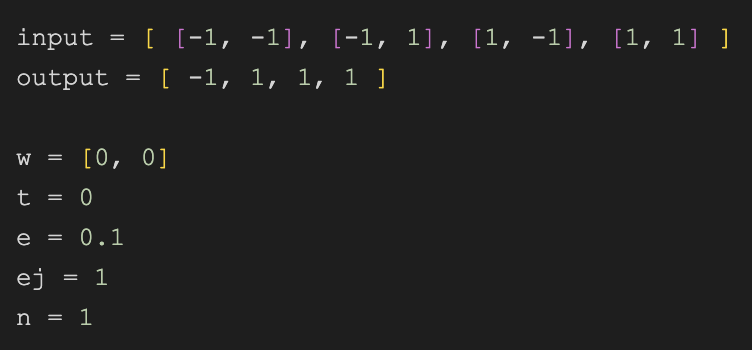 input = [ [-1, -1], [-1, 1], [1, -1], [1, 1] ]
output = [ -1, 1, 1, 1 ]
w = [0, 0]
t = 0
e = 0.1
ej = 1
n = 1